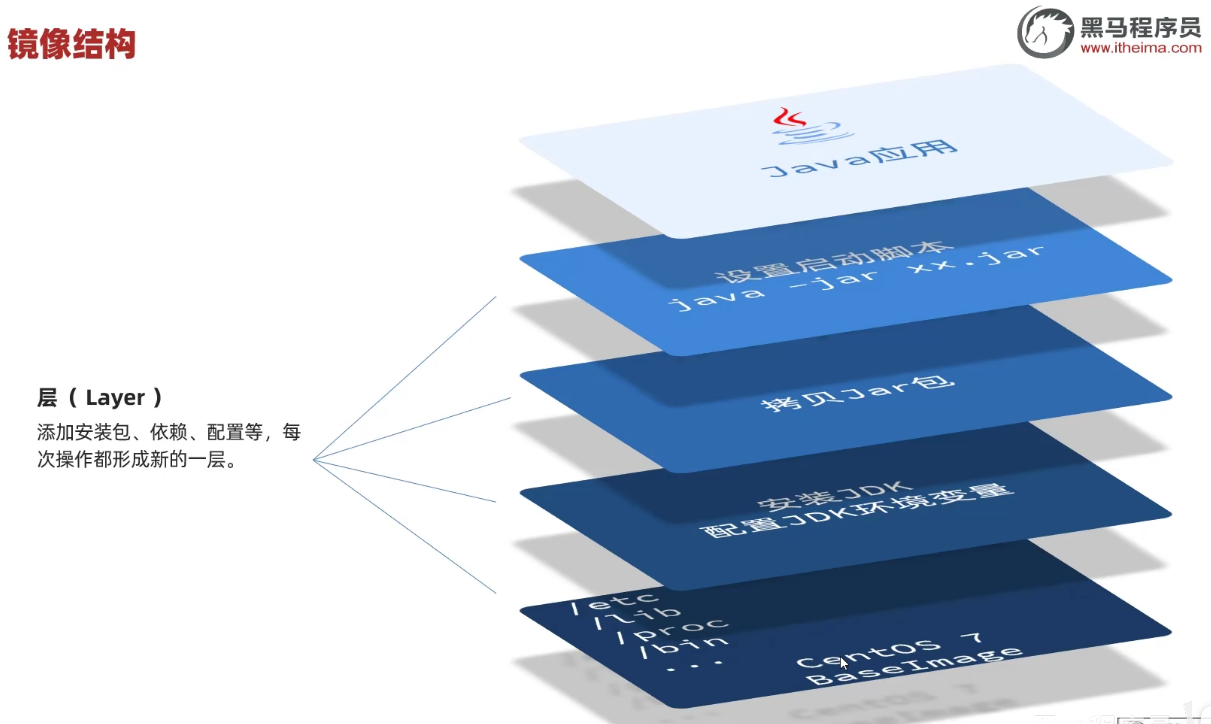 镜像结构
黑马程序员
www.itheima.com
Java应用
设置启动脚本
java -jar xx.jar
拷贝Jar包
层（ Layer ）
添加安装包、依赖、配置等，每
次操作都形成新的一层。
安装JDK
配置JDK环境变量
/etc
/lib
/proc
/bin
...
CentOS 7
BaseImage